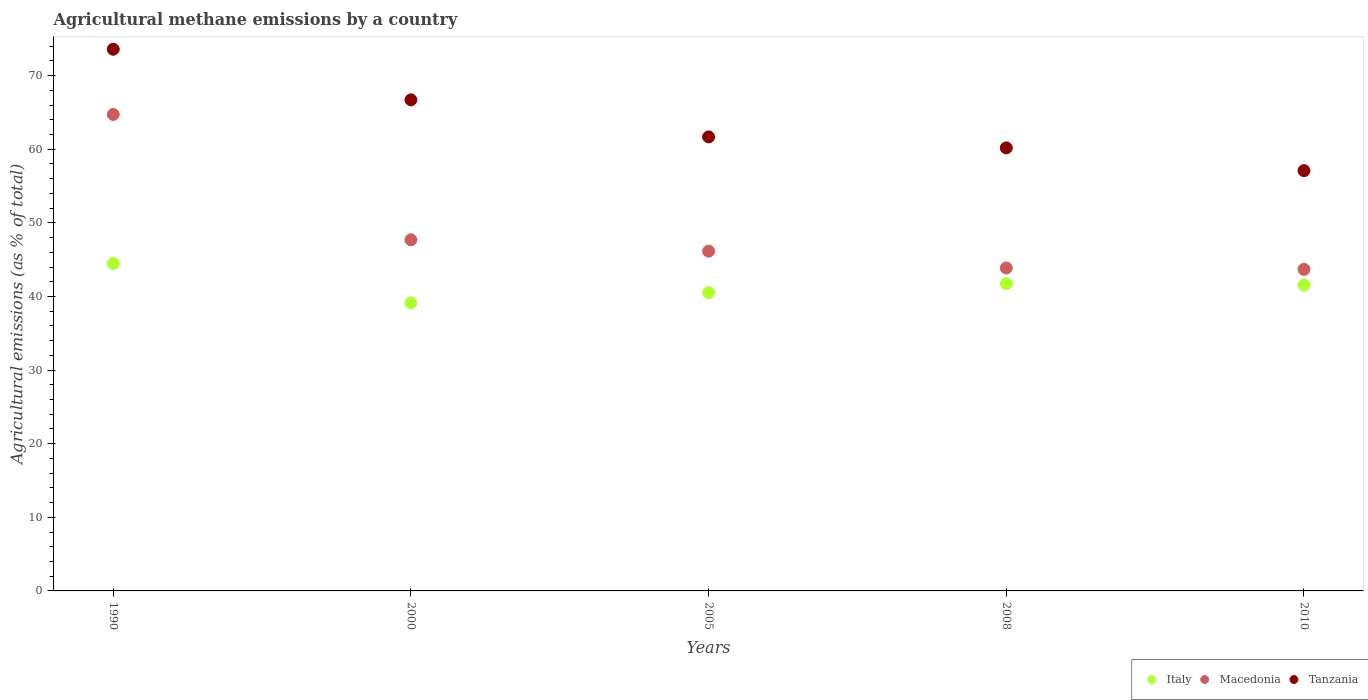 Agricultural methane emissions by a country
Agricultural emissions (as % of total)
70
60
50
40
30
20
10
0
1990
2000
2005
2008
2010
Years
Italy
Macedonia
Tanzania